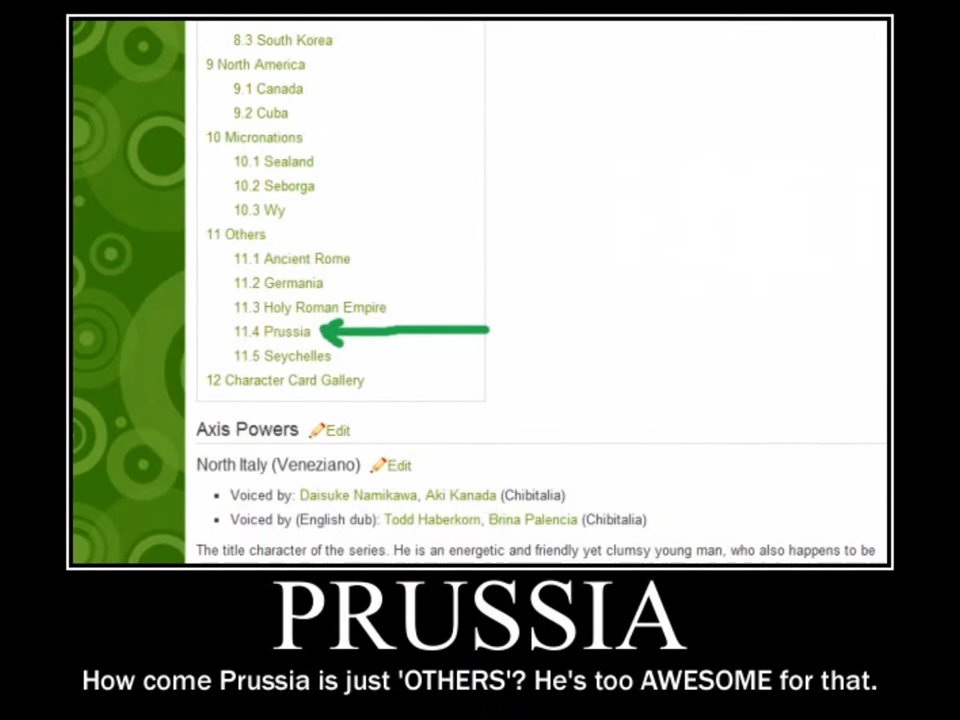 8.3 South Korea
9 North America
9.1 Canada
9.2 Cuba
10 Micronations
10.1 Sealand
10.2 Seborga
10.3 Wy
11 Others
11.1 Ancient Rome
11.2 Germania
11.3 Holy Roman Empire
11.4 Prussia
11.5 Seychelles
12 Character Card Gallery
Axis Powers Edit
North Italy (Veneziano) Edit
• Voiced by: Daisuke Namikawa, Aki Kanada (Chibitalia)
• Voiced by (English dub): Todd Haberkorn, Brina Palencia (Chibitalia)
The title character of the series. He is an energetic and friendly yet clumsy young man, who also happens to be
PRUSSIA
How come Prussia is just 'OTHERS'? He's too AWESOME for that.